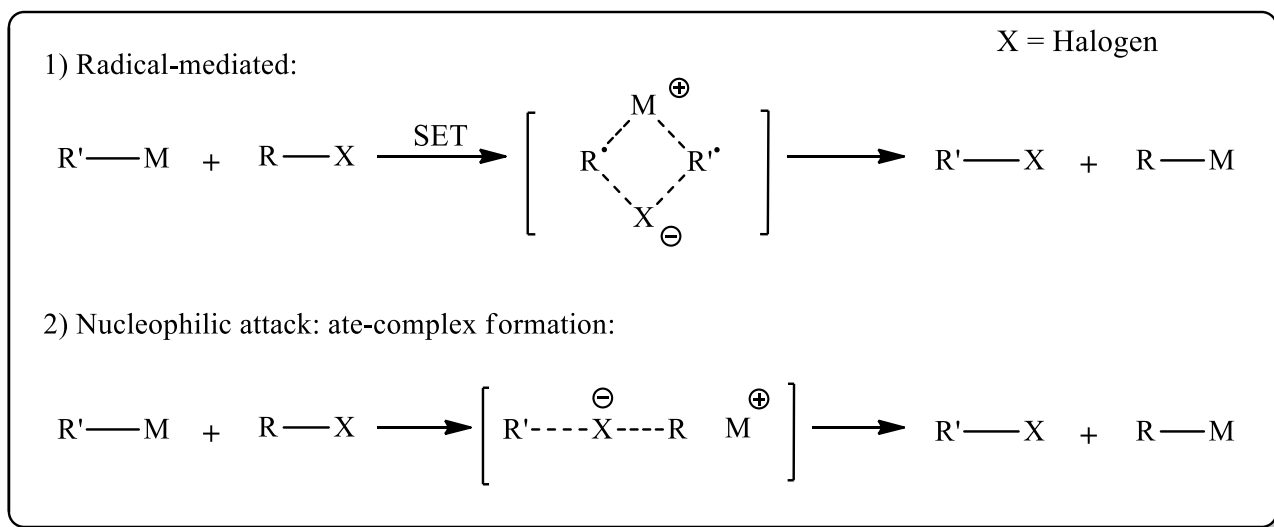 X = Halogen
1) Radical-mediated:
R'—M + R—X SET [ M ⊕ R• R'• X ⊖ ] R'—X + R—M
2) Nucleophilic attack: ate-complex formation:
R'—M + R—X [ R'----X----R ⊖ M ⊕ ] R'—X + R—M